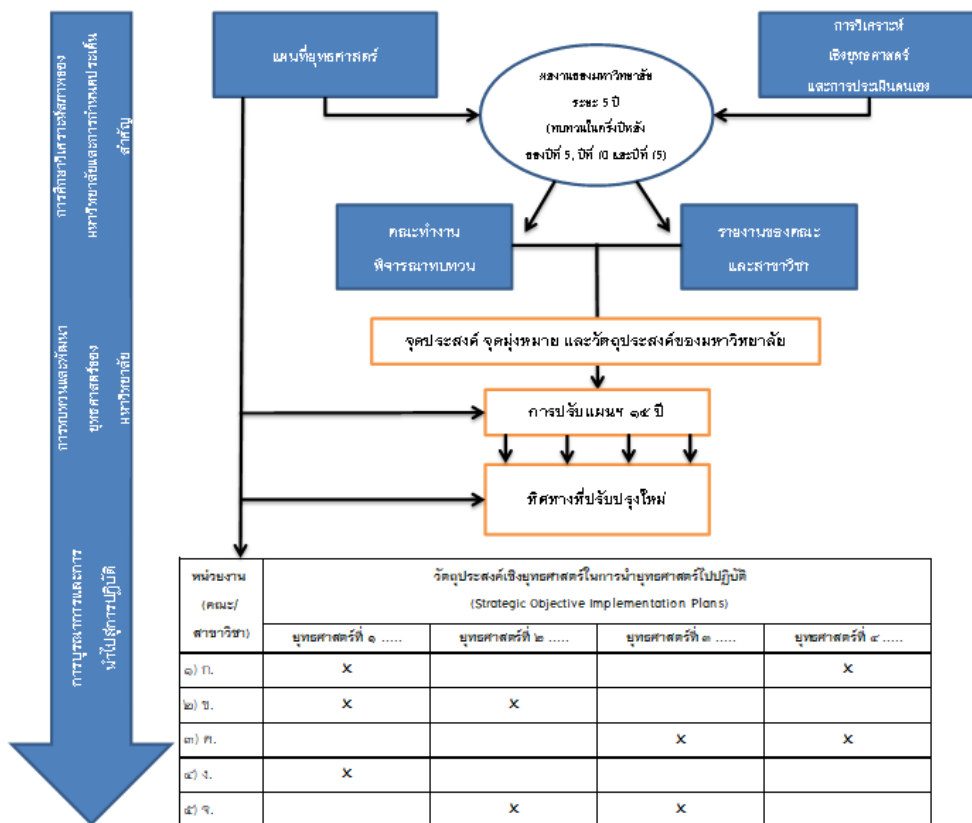 แผนที่ยุทธศาสตร์
การวิเคราะห์
เชิงยุทธศาสตร์
และการประเมินตนเอง
ผลงานของมหาวิทยาลัย
ระยะ 5 ปี
(ทบทวนในครึ่งปีหลัง
ของปีที่ 5, ปีที่ 10 และปีที่ 15)
คณะทำงาน
พิจารณาทบทวน
รายงานของคณะ
และสาขาวิชา
จุดประสงค์ จุดมุ่งหมาย และวัตถุประสงค์ของมหาวิทยาลัย
การปรับแผนฯ ๑๕ ปี
ทิศทางที่ปรับปรุงใหม่
การศึกษาวิเคราะห์สภาพของ
มหาวิทยาลัยและการกำหนดประเด็น
สำคัญ
การทบทวนและพัฒนา
ยุทธศาสตร์ของ
มหาวิทยาลัย
การบูรณาการและการ
นำไปสู่การปฏิบัติ
หน่วยงาน
(คณะ/
สาขาวิชา)
วัตถุประสงค์เชิงยุทธศาสตร์ในการนำยุทธศาสตร์ไปปฏิบัติ
(Strategic Objective Implementation Plans)
ยุทธศาสตร์ที่ ๑ ..... ยุทธศาสตร์ที่ ๒ ..... ยุทธศาสตร์ที่ ๓ ..... ยุทธศาสตร์ที่ ๔ .....
๑) ก. x x
๒) ข. x x
๓) ค. x x
๔) ง. x
๕) จ. x x